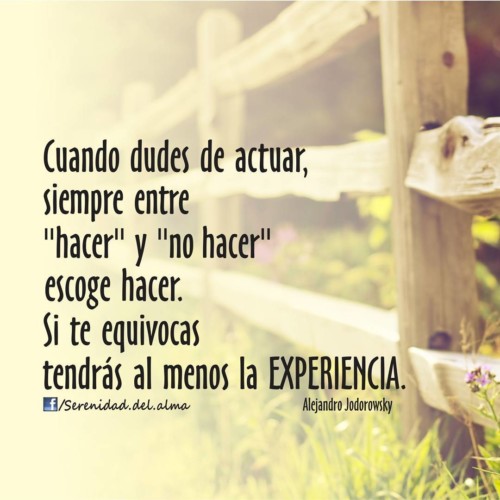 Cuando dudes de actuar,
siempre entre
"hacer" y "no hacer"
escoge hacer.
Si te equivocas
tendrás al menos la EXPERIENCIA.
f/Serenidad.del.alma
Alejandro Jodorowsky